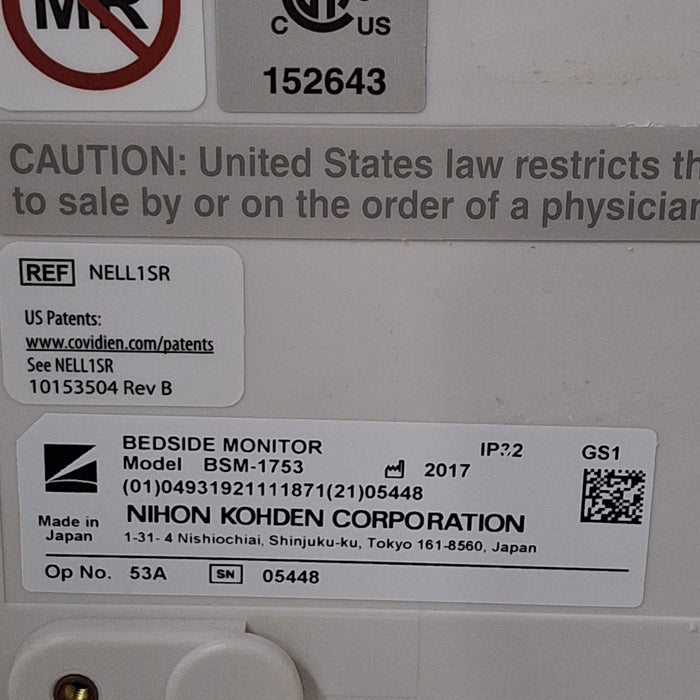 MR
C US
152643
CAUTION: United States law restricts th
to sale by or on the order of a physician
REF NELL1SR
US Patents:
www.covidien.com/patents
See NELL1SR
10153504 Rev B
BEDSIDE MONITOR
Model BSM-1753
2017
GS1
(01)04931921111871(21)05448
Made in
Japan
NIHON KOHDEN CORPORATION
1-31-4 Nishiochiai, Shinjuku-ku, Tokyo 161-8560, Japan
Op No. 53A SN 05448